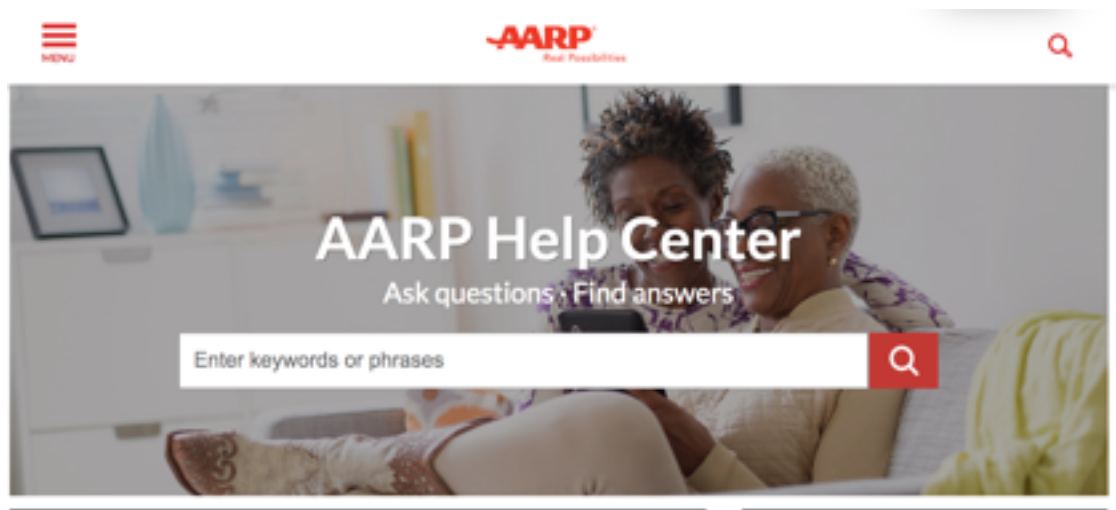 MENU
AARP
Real Possibilities
AARP Help Center
Ask questions · Find answers
Enter keywords or phrases